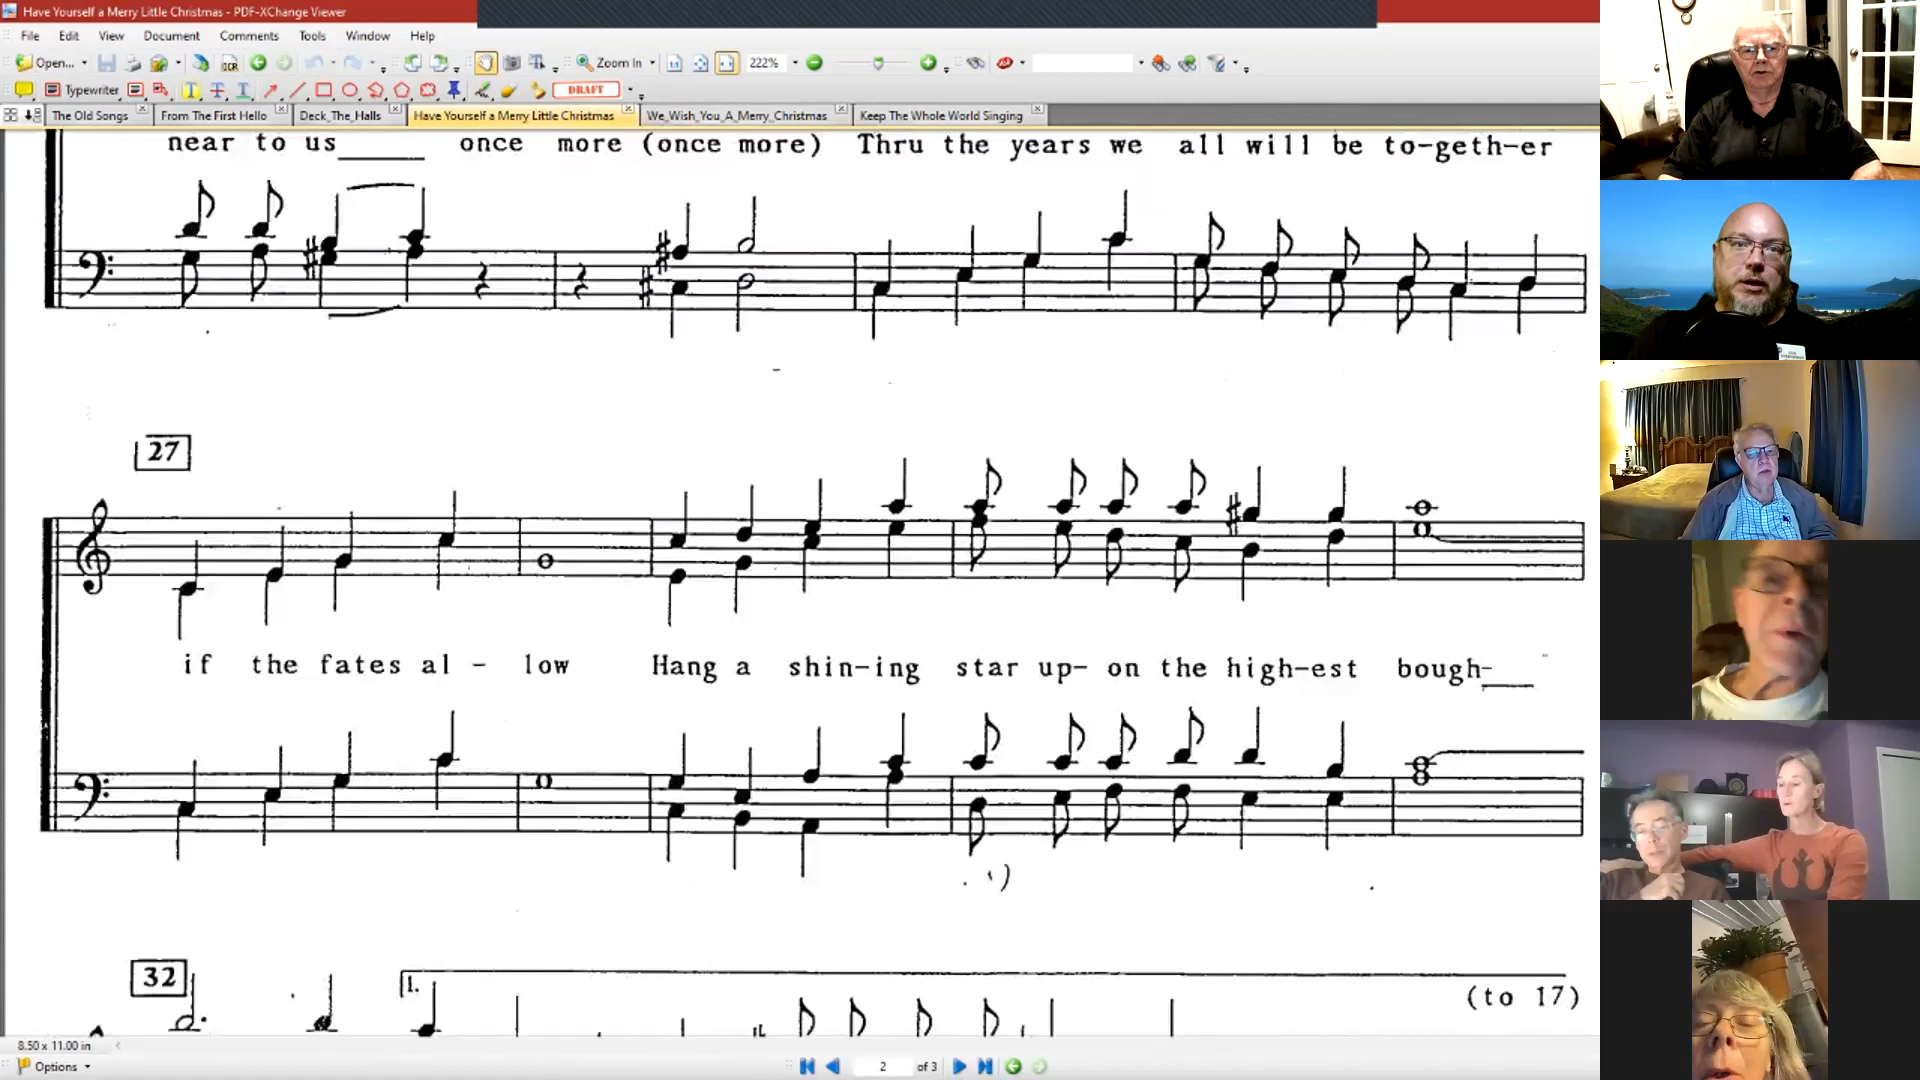 Have Yourself a Merry Little Christmas - PDF-XChange Viewer
File Edit View Document Comments Tools Window Help
Open... OCR Zoom In 222%
Typewriter T T T DRAFT
The Old Songs From The First Hello Deck_The_Halls Have Yourself a Merry Little Christmas We_Wish_You_A_Merry_Christmas Keep The Whole World Singing
near to us____ once more (once more) Thru the years we all will be to-geth-er
27
if the fates al - low Hang a shin-ing star up- on the high-est bough-___
32 1. (to 17)
8.50 x 11.00 in
Options 2 of 3